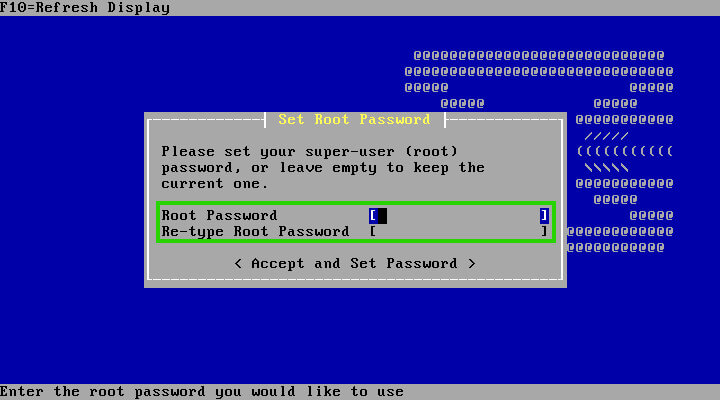 F10=Refresh Display
@@@@@@@@@@@@@@@@@@@@@@@@@@@@
@@@@@@@@@@@@@@@@@@@@@@@@@@@@@@
@@@@@ @@@@@
@@@@@ @@@@@
Set Root Password
@@@@@@@@@@@
/////
Please set your super-user (root)
(((((((((((
password, or leave empty to keep the
\\\\\
current one.
@@@@@@@@@@@
@@@@@
Root Password [ ]
@@@@@
Re-type Root Password [ ]
@@@@@@@@@@@@
@@@@@@@@@@@
< Accept and Set Password >
Enter the root password you would like to use